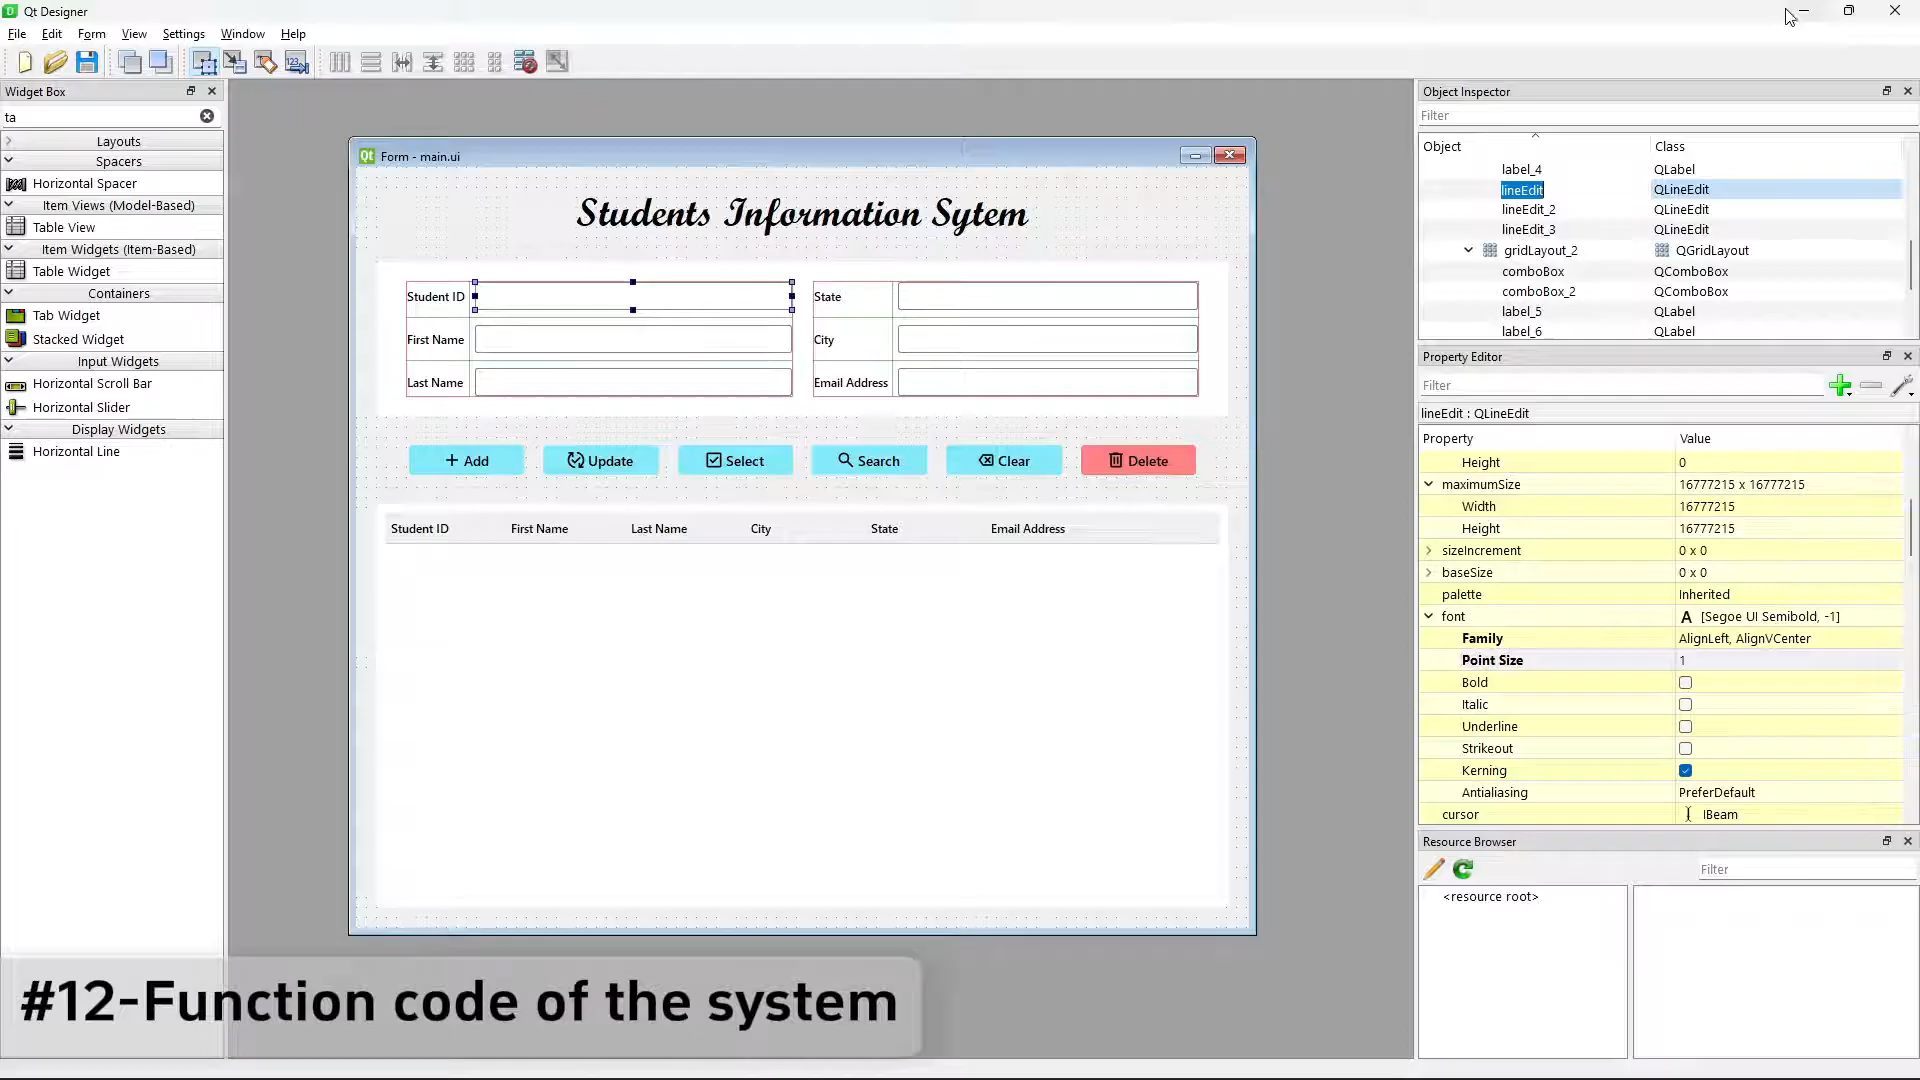 Qt Designer
File Edit Form View Settings Window Help
Widget Box
ta
Layouts
Spacers
Horizontal Spacer
Item Views (Model-Based)
Table View
Item Widgets (Item-Based)
Table Widget
Containers
Tab Widget
Stacked Widget
Input Widgets
Horizontal Scroll Bar
Horizontal Slider
Display Widgets
Horizontal Line
Form - main.ui
Students Information Sytem
Student ID
State
First Name
City
Last Name
Email Address
Add Update Select Search Clear Delete
Student ID First Name Last Name City State Email Address
Object Inspector
Filter
Object Class
label_4 QLabel
lineEdit QLineEdit
lineEdit_2 QLineEdit
lineEdit_3 QLineEdit
gridLayout_2 QGridLayout
comboBox QComboBox
comboBox_2 QComboBox
label_5 QLabel
label_6 QLabel
Property Editor
Filter
lineEdit : QLineEdit
Property Value
Height 0
maximumSize 16777215 x 16777215
Width 16777215
Height 16777215
sizeIncrement 0 x 0
baseSize 0 x 0
palette Inherited
font A [Segoe UI Semibold, -1]
Family AlignLeft, AlignVCenter
Point Size 1
Bold
Italic
Underline
Strikeout
Kerning
Antialiasing PreferDefault
cursor IBeam
Resource Browser
Filter
<resource root>
#12-Function code of the system